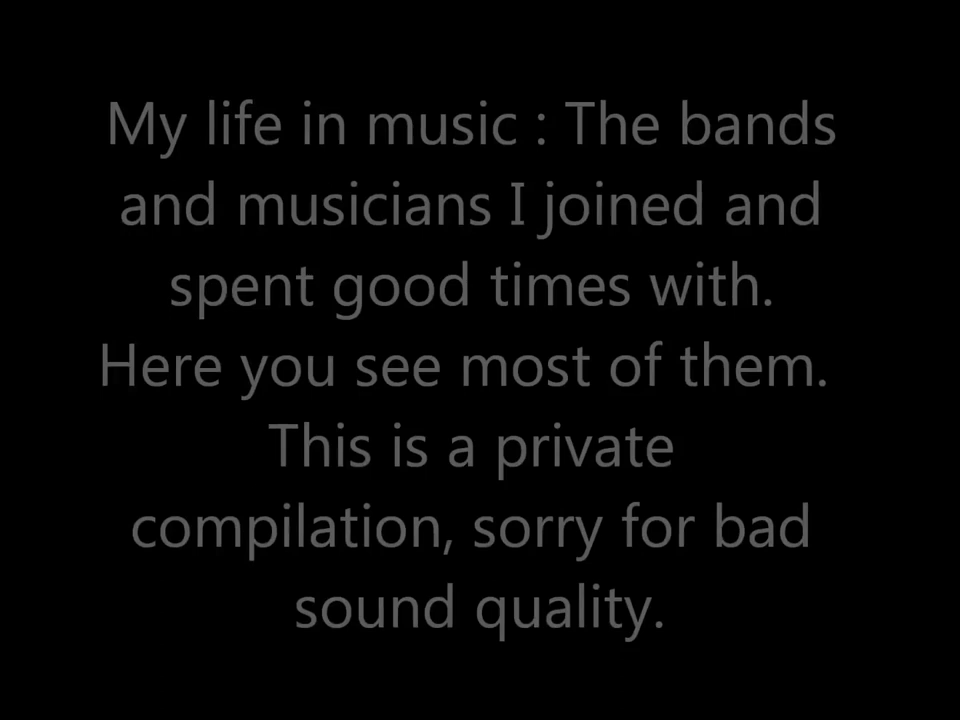 My life in music : The bands
and musicians I joined and
spent good times with.
Here you see most of them.
This is a private
compilation, sorry for bad
sound quality.